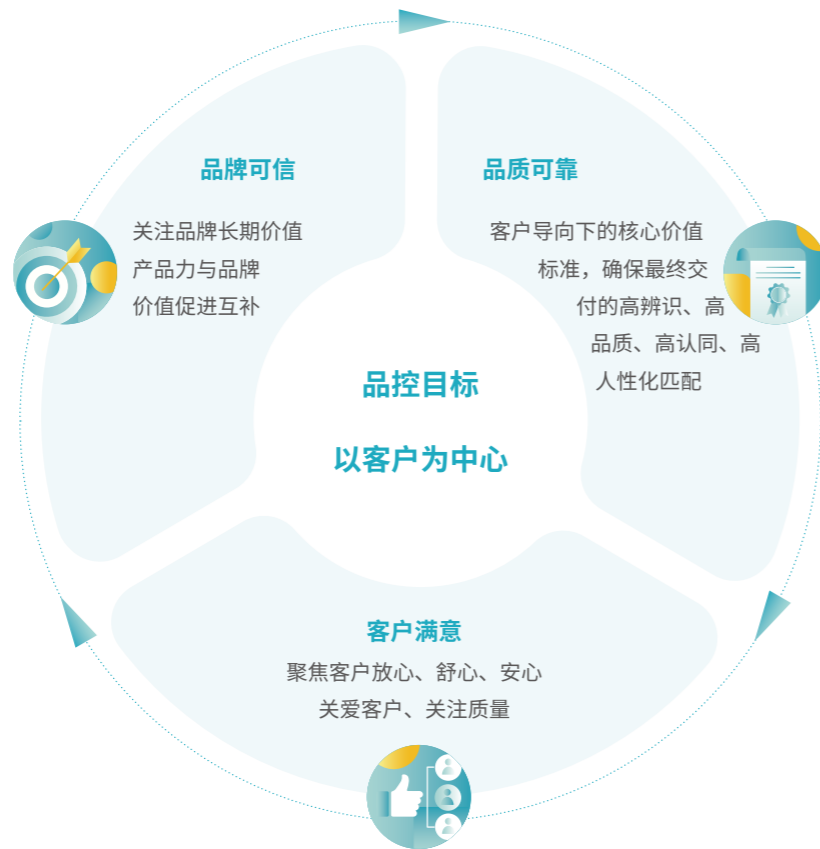 品牌可信
关注品牌长期价值
产品力与品牌
价值促进互补
品质可靠
客户导向下的核心价值
标准，确保最终交
付的高辨识、高
品质、高认同、高
人性化匹配
品控目标
以客户为中心
客户满意
聚焦客户放心、舒心、安心
关爱客户、关注质量